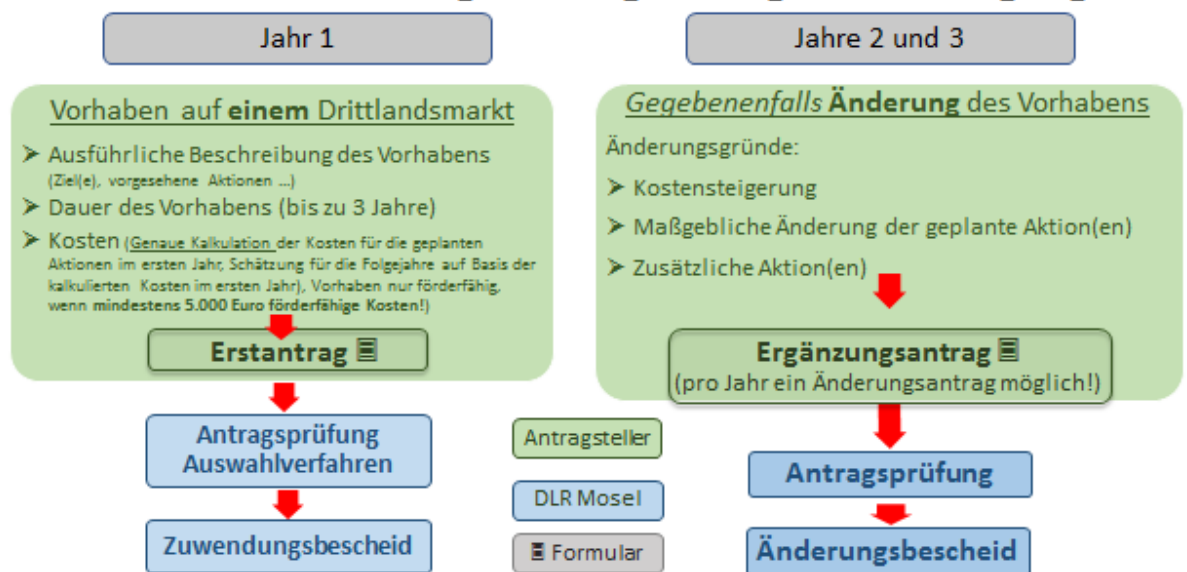 Jahr 1
Vorhaben auf einem Drittlandsmarkt
➤ Ausführliche Beschreibung des Vorhabens
(Ziel(e), vorgesehene Aktionen ...)
➤ Dauer des Vorhabens (bis zu 3 Jahre)
➤ Kosten (Genaue Kalkulation der Kosten für die geplanten
Aktionen im ersten Jahr, Schätzung für die Folgejahre auf Basis der
kalkulierten Kosten im ersten Jahr), Vorhaben nur förderfähig,
wenn mindestens 5.000 Euro förderfähige Kosten!)
Erstantrag
Antragsprüfung
Auswahlverfahren
Zuwendungsbescheid
Antragsteller
DLR Mosel
Formular
Jahre 2 und 3
Gegebenenfalls Änderung des Vorhabens
Änderungsgründe:
➤ Kostensteigerung
➤ Maßgebliche Änderung der geplante Aktion(en)
➤ Zusätzliche Aktion(en)
Ergänzungsantrag
(pro Jahr ein Änderungsantrag möglich!)
Antragsprüfung
Änderungsbescheid